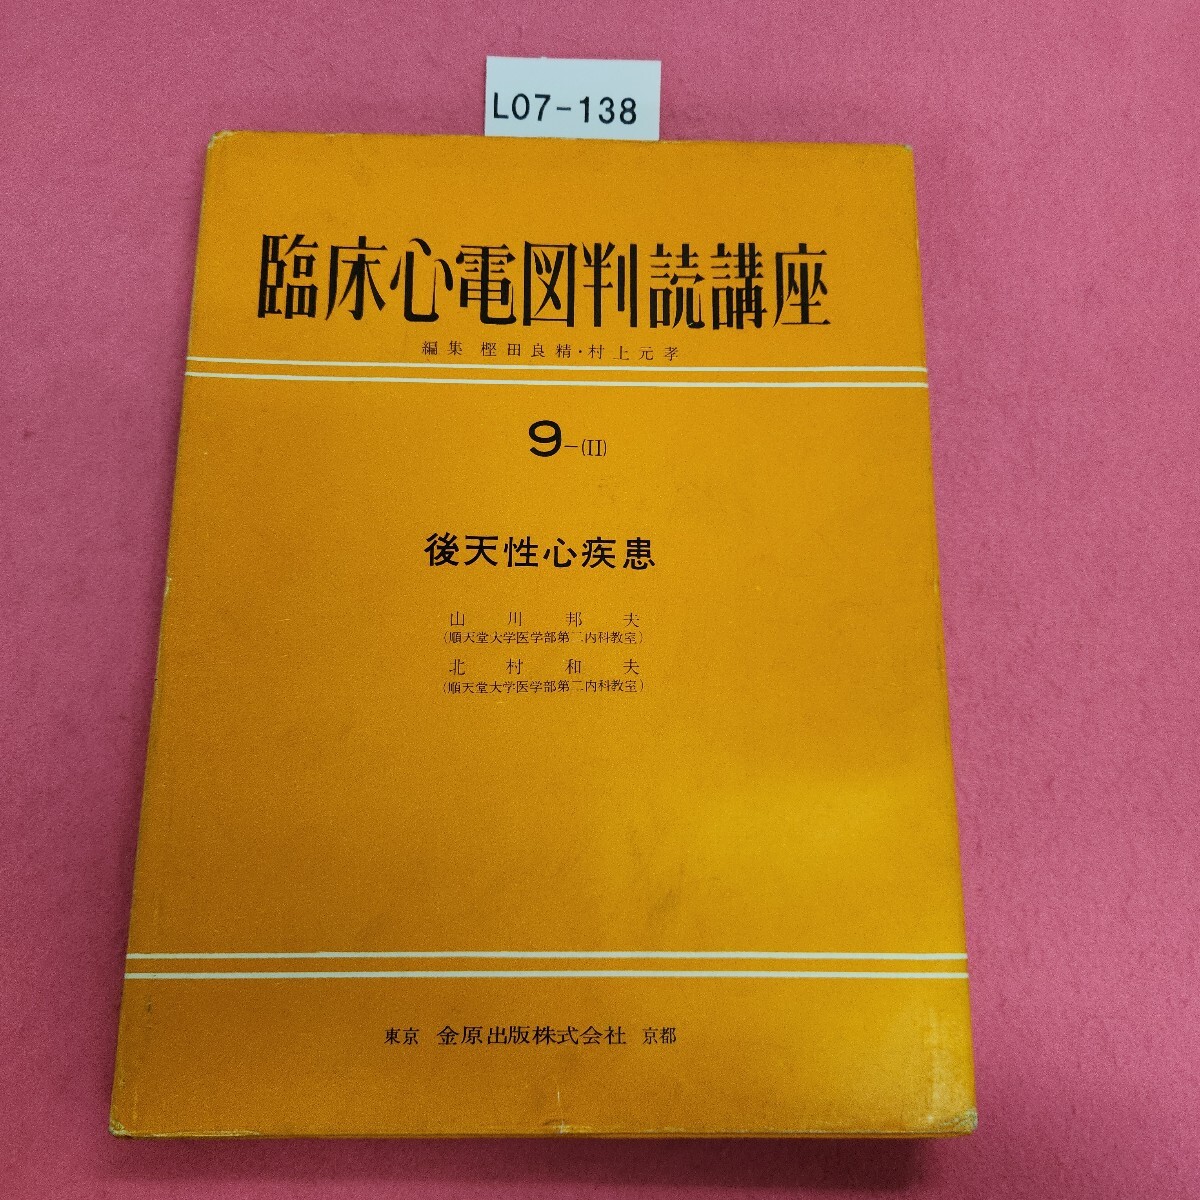 L07-138
臨床心電図判読講座
編集 樫田良精・村上元孝
9-(II)
後天性心疾患
山川邦夫
(順天堂大学医学部第二内科教室)
北村和夫
(順天堂大学医学部第二内科教室)
東京 金原出版株式会社 京都